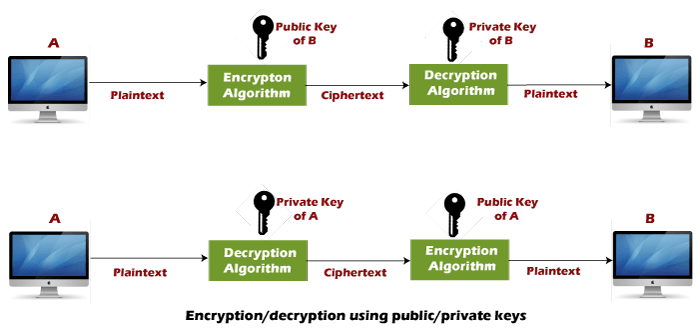 A
Public Key
of B
Private Key
of B
B
Encrypton
Algorithm
Decryption
Algorithm
Plaintext
Ciphertext
Plaintext
A
Private Key
of A
Public Key
of A
B
Decryption
Algorithm
Encryption
Algorithm
Plaintext
Ciphertext
Plaintext
Encryption/decryption using public/private keys